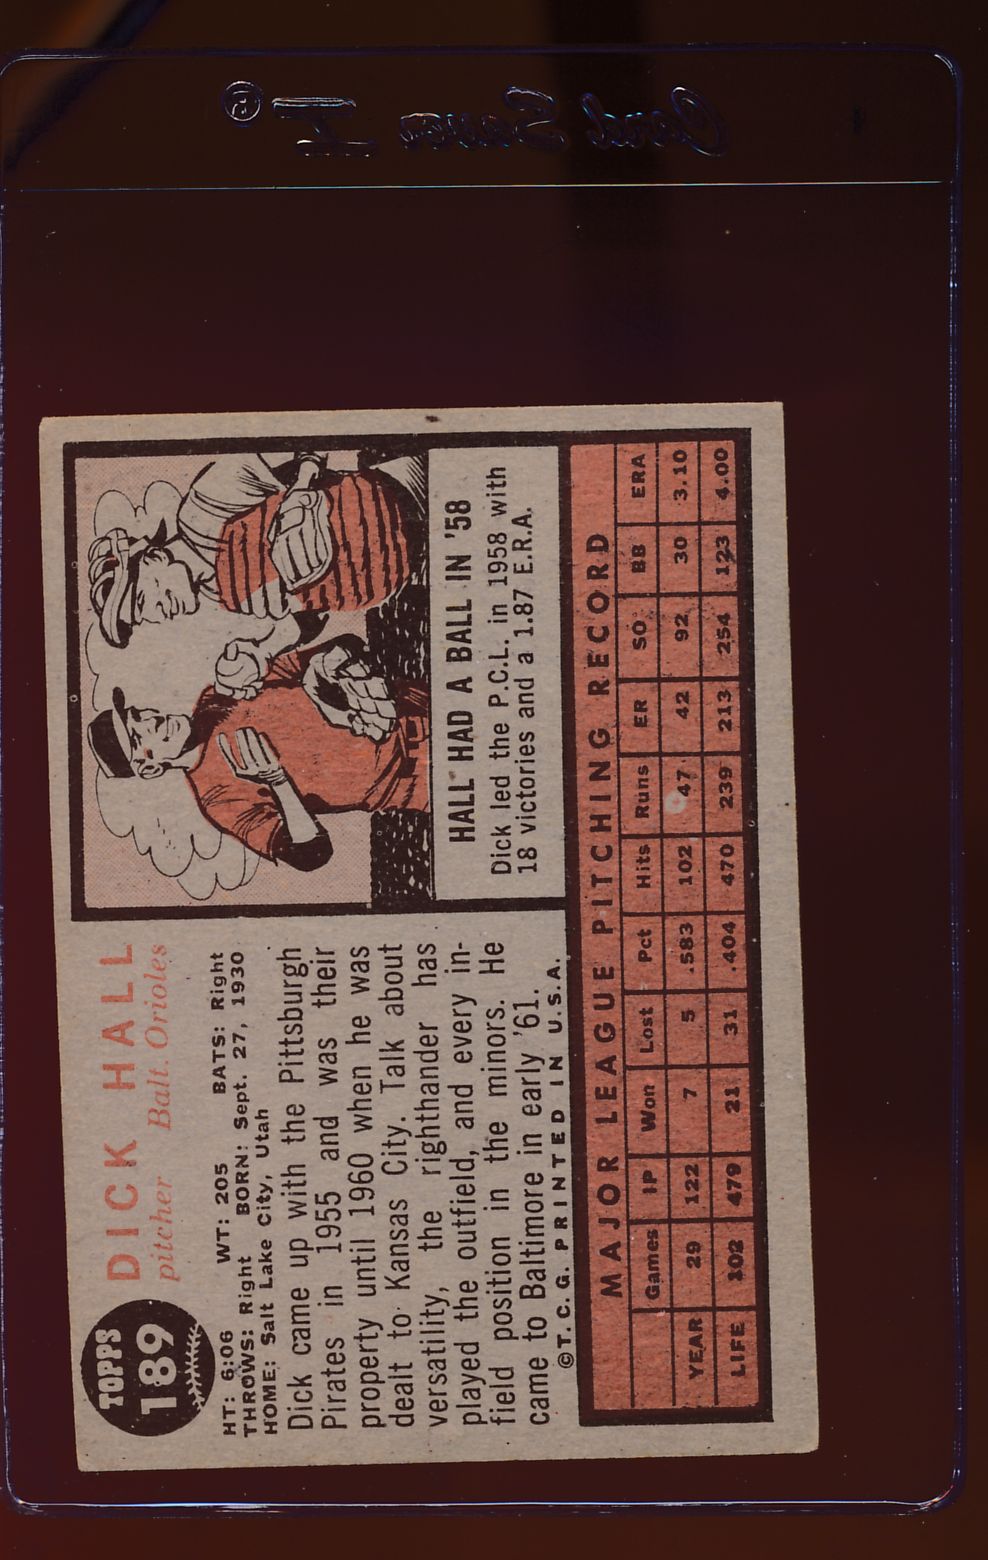 Card Saver I ®
TOPPS
189
DICK HALL
pitcher Balt. Orioles
HT: 6:06 WT: 205 BATS: Right
THROWS: Right BORN: Sept. 27, 1930
HOME: Salt Lake City, Utah
Dick came up with the Pittsburgh
Pirates in 1955 and was their
property until 1960 when he was
dealt to Kansas City. Talk about
versatility, the righthander has
played the outfield, and every in-
field position in the minors. He
came to Baltimore in early '61.
©T. C. G. PRINTED IN U.S.A.
HALL HAD A BALL IN '58
Dick led the P.C.L. in 1958 with
18 victories and a 1.87 E.R.A.
MAJOR LEAGUE PITCHING RECORD
Games IP Won Lost Pct Hits Runs ER SO BB ERA
YEAR 29 122 7 5 .583 102 47 42 92 30 3.10
LIFE 102 479 21 31 .404 470 239 213 254 123 4.00